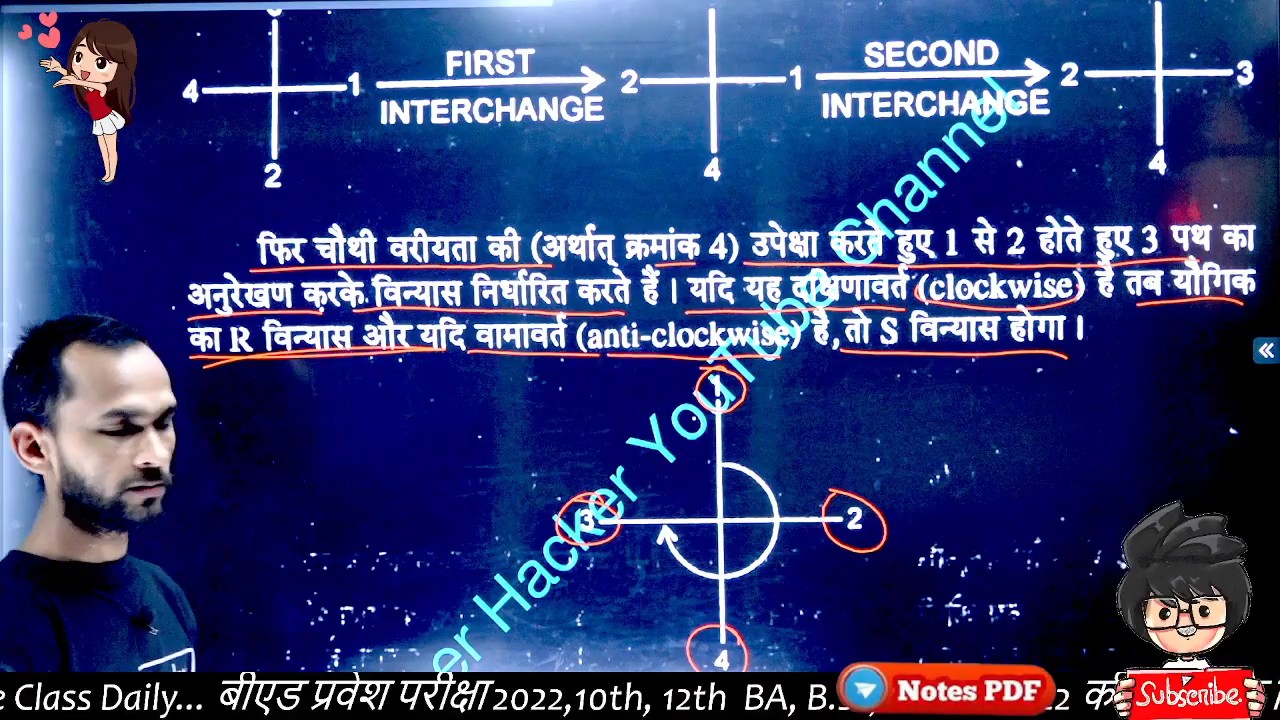 4 1 FIRST INTERCHANGE 2 1 SECOND INTERCHANGE 2 3
2 4 4
फिर चौथी वरीयता की (अर्थात् क्रमांक 4) उपेक्षा करते हुए 1 से 2 होते हुए 3 पथ का
अनुरेखण करके विन्यास निर्धारित करते हैं। यदि यह दक्षिणावर्त (clockwise) है तब यौगिक
का R विन्यास और यदि वामावर्त (anti-clockwise) है, तो S विन्यास होगा।
1
3 2
4
er Hacker YouTube Channel
e Class Daily... बीएड प्रवेश परीक्षा 2022,10th, 12th BA, B.
Notes PDF
Subscribe.